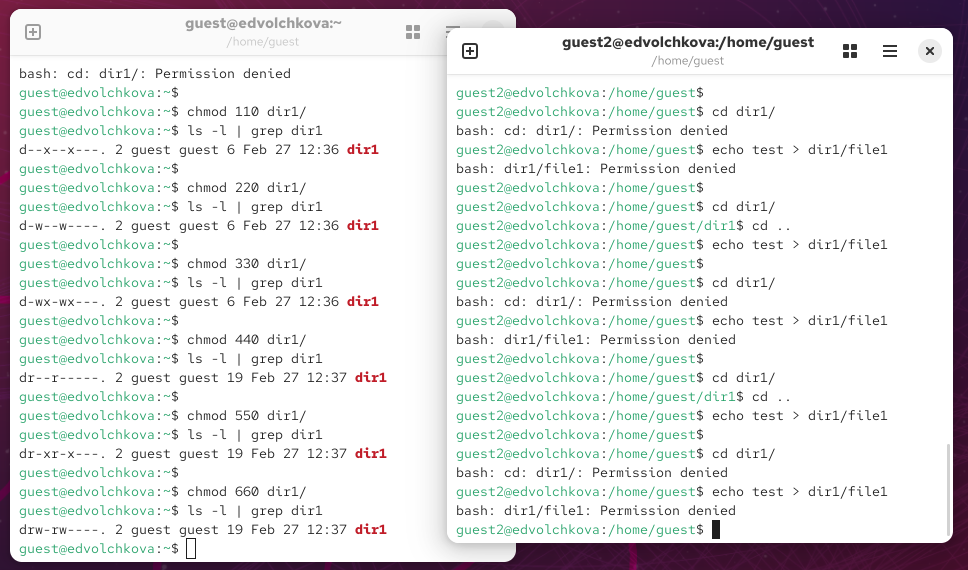 guest@edvolchkova:~
/home/guest
bash: cd: dir1/: Permission denied
guest@edvolchkova:~$
guest@edvolchkova:~$ chmod 110 dir1/
guest@edvolchkova:~$ ls -l | grep dir1
d--x--x---. 2 guest guest 6 Feb 27 12:36 dir1
guest@edvolchkova:~$
guest@edvolchkova:~$ chmod 220 dir1/
guest@edvolchkova:~$ ls -l | grep dir1
d-w--w----. 2 guest guest 6 Feb 27 12:36 dir1
guest@edvolchkova:~$
guest@edvolchkova:~$ chmod 330 dir1/
guest@edvolchkova:~$ ls -l | grep dir1
d-wx-wx---. 2 guest guest 6 Feb 27 12:36 dir1
guest@edvolchkova:~$
guest@edvolchkova:~$ chmod 440 dir1/
guest@edvolchkova:~$ ls -l | grep dir1
dr--r-----. 2 guest guest 19 Feb 27 12:37 dir1
guest@edvolchkova:~$
guest@edvolchkova:~$ chmod 550 dir1/
guest@edvolchkova:~$ ls -l | grep dir1
dr-xr-x---. 2 guest guest 19 Feb 27 12:37 dir1
guest@edvolchkova:~$
guest@edvolchkova:~$ chmod 660 dir1/
guest@edvolchkova:~$ ls -l | grep dir1
drw-rw----. 2 guest guest 19 Feb 27 12:37 dir1
guest@edvolchkova:~$
guest2@edvolchkova:/home/guest
/home/guest
guest2@edvolchkova:/home/guest$
guest2@edvolchkova:/home/guest$ cd dir1/
bash: cd: dir1/: Permission denied
guest2@edvolchkova:/home/guest$ echo test > dir1/file1
bash: dir1/file1: Permission denied
guest2@edvolchkova:/home/guest$
guest2@edvolchkova:/home/guest$ cd dir1/
guest2@edvolchkova:/home/guest/dir1$ cd ..
guest2@edvolchkova:/home/guest$ echo test > dir1/file1
guest2@edvolchkova:/home/guest$
guest2@edvolchkova:/home/guest$ cd dir1/
bash: cd: dir1/: Permission denied
guest2@edvolchkova:/home/guest$ echo test > dir1/file1
bash: dir1/file1: Permission denied
guest2@edvolchkova:/home/guest$
guest2@edvolchkova:/home/guest$ cd dir1/
guest2@edvolchkova:/home/guest/dir1$ cd ..
guest2@edvolchkova:/home/guest$ echo test > dir1/file1
guest2@edvolchkova:/home/guest$
guest2@edvolchkova:/home/guest$ cd dir1/
bash: cd: dir1/: Permission denied
guest2@edvolchkova:/home/guest$ echo test > dir1/file1
bash: dir1/file1: Permission denied
guest2@edvolchkova:/home/guest$